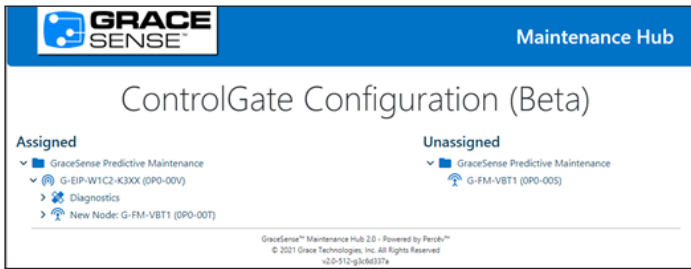 GRACE
SENSE™
Maintenance Hub
ControlGate Configuration (Beta)
Assigned
GraceSense Predictive Maintenance
G-EIP-W1C2-K3XX (0P0-00V)
Diagnostics
New Node: G-FM-VBT1 (0P0-00T)
Unassigned
GraceSense Predictive Maintenance
G-FM-VBT1 (0P0-00S)
GraceSense™ Maintenance Hub 2.0 - Powered by Percēv™
© 2021 Grace Technologies, Inc. All Rights Reserved
v2.0-512-g3c6d337a